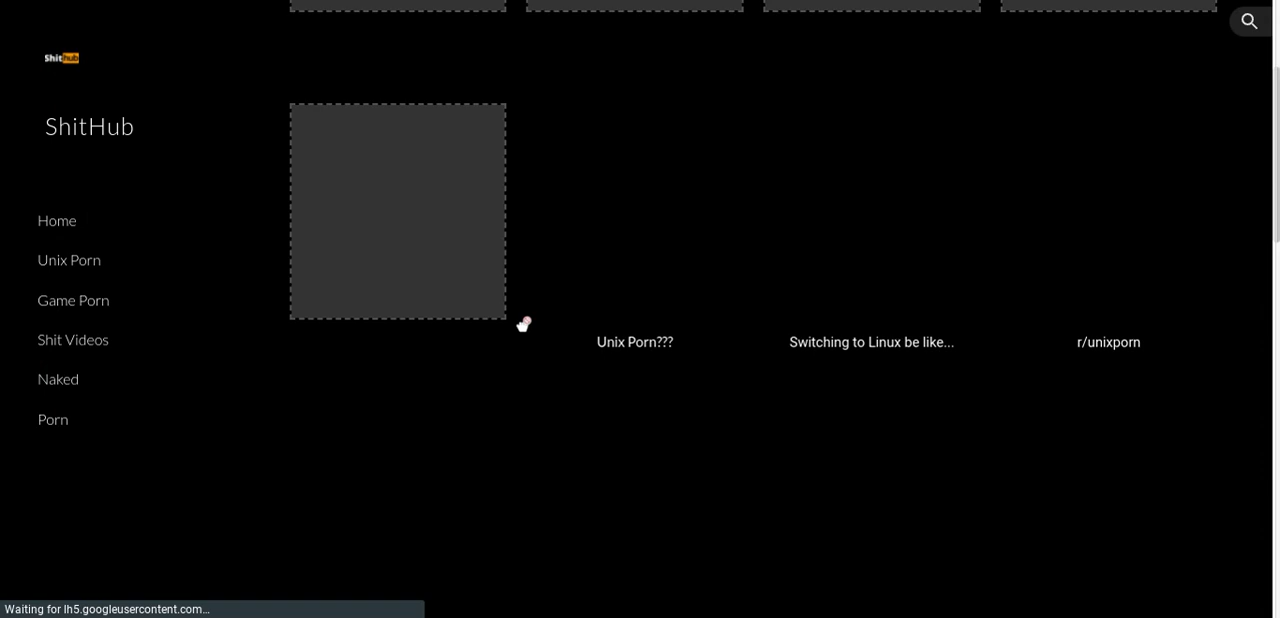 Shithub
ShitHub
Home
Unix Porn
Game Porn
Shit Videos
Naked
Porn
Unix Porn???
Switching to Linux be like...
r/unixporn
Waiting for lh5.googleusercontent.com...